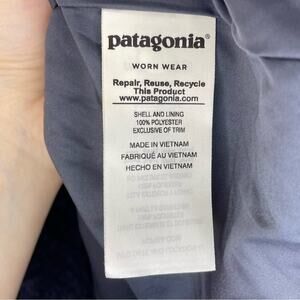 patagonia®
WORN WEAR
Repair, Reuse, Recycle
This Product
www.patagonia.com
SHELL AND LINING
100% POLYESTER
EXCLUSIVE OF TRIM
MADE IN VIETNAM
FABRIQUÉ AU VIETNAM
HECHO EN VIETNAM